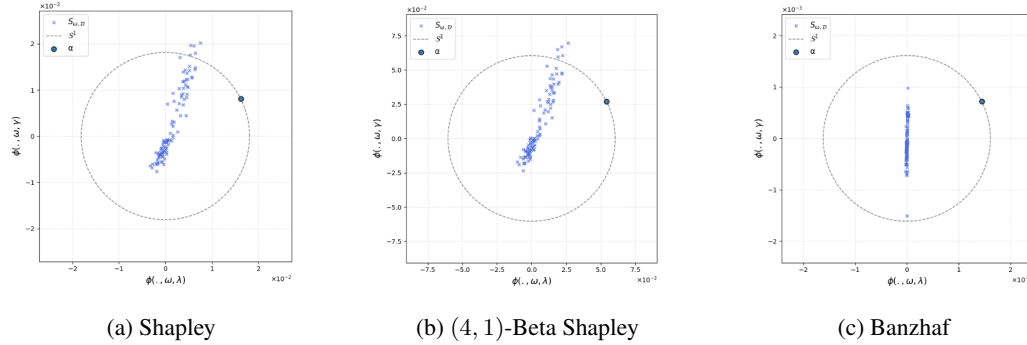 ×10⁻²
S_{ω,D}
𝒮¹
α
2
1
0
−1
−2
ϕ(., ω, γ)
−2
−1
0
1
2
×10⁻²
ϕ(., ω, λ)
(a) Shapley
×10⁻²
S_{ω,D}
𝒮¹
α
7.5
5.0
2.5
0.0
−2.5
−5.0
−7.5
ϕ(., ω, γ)
−7.5
−5.0
−2.5
0.0
2.5
5.0
7.5
×10⁻²
ϕ(., ω, λ)
(b) (4, 1)-Beta Shapley
×10⁻³
S_{ω,D}
𝒮¹
α
2
1
0
−1
−2
ϕ(., ω, γ)
−2
−1
0
1
×10⁻
ϕ(., ω, λ)
(c) Banzhaf